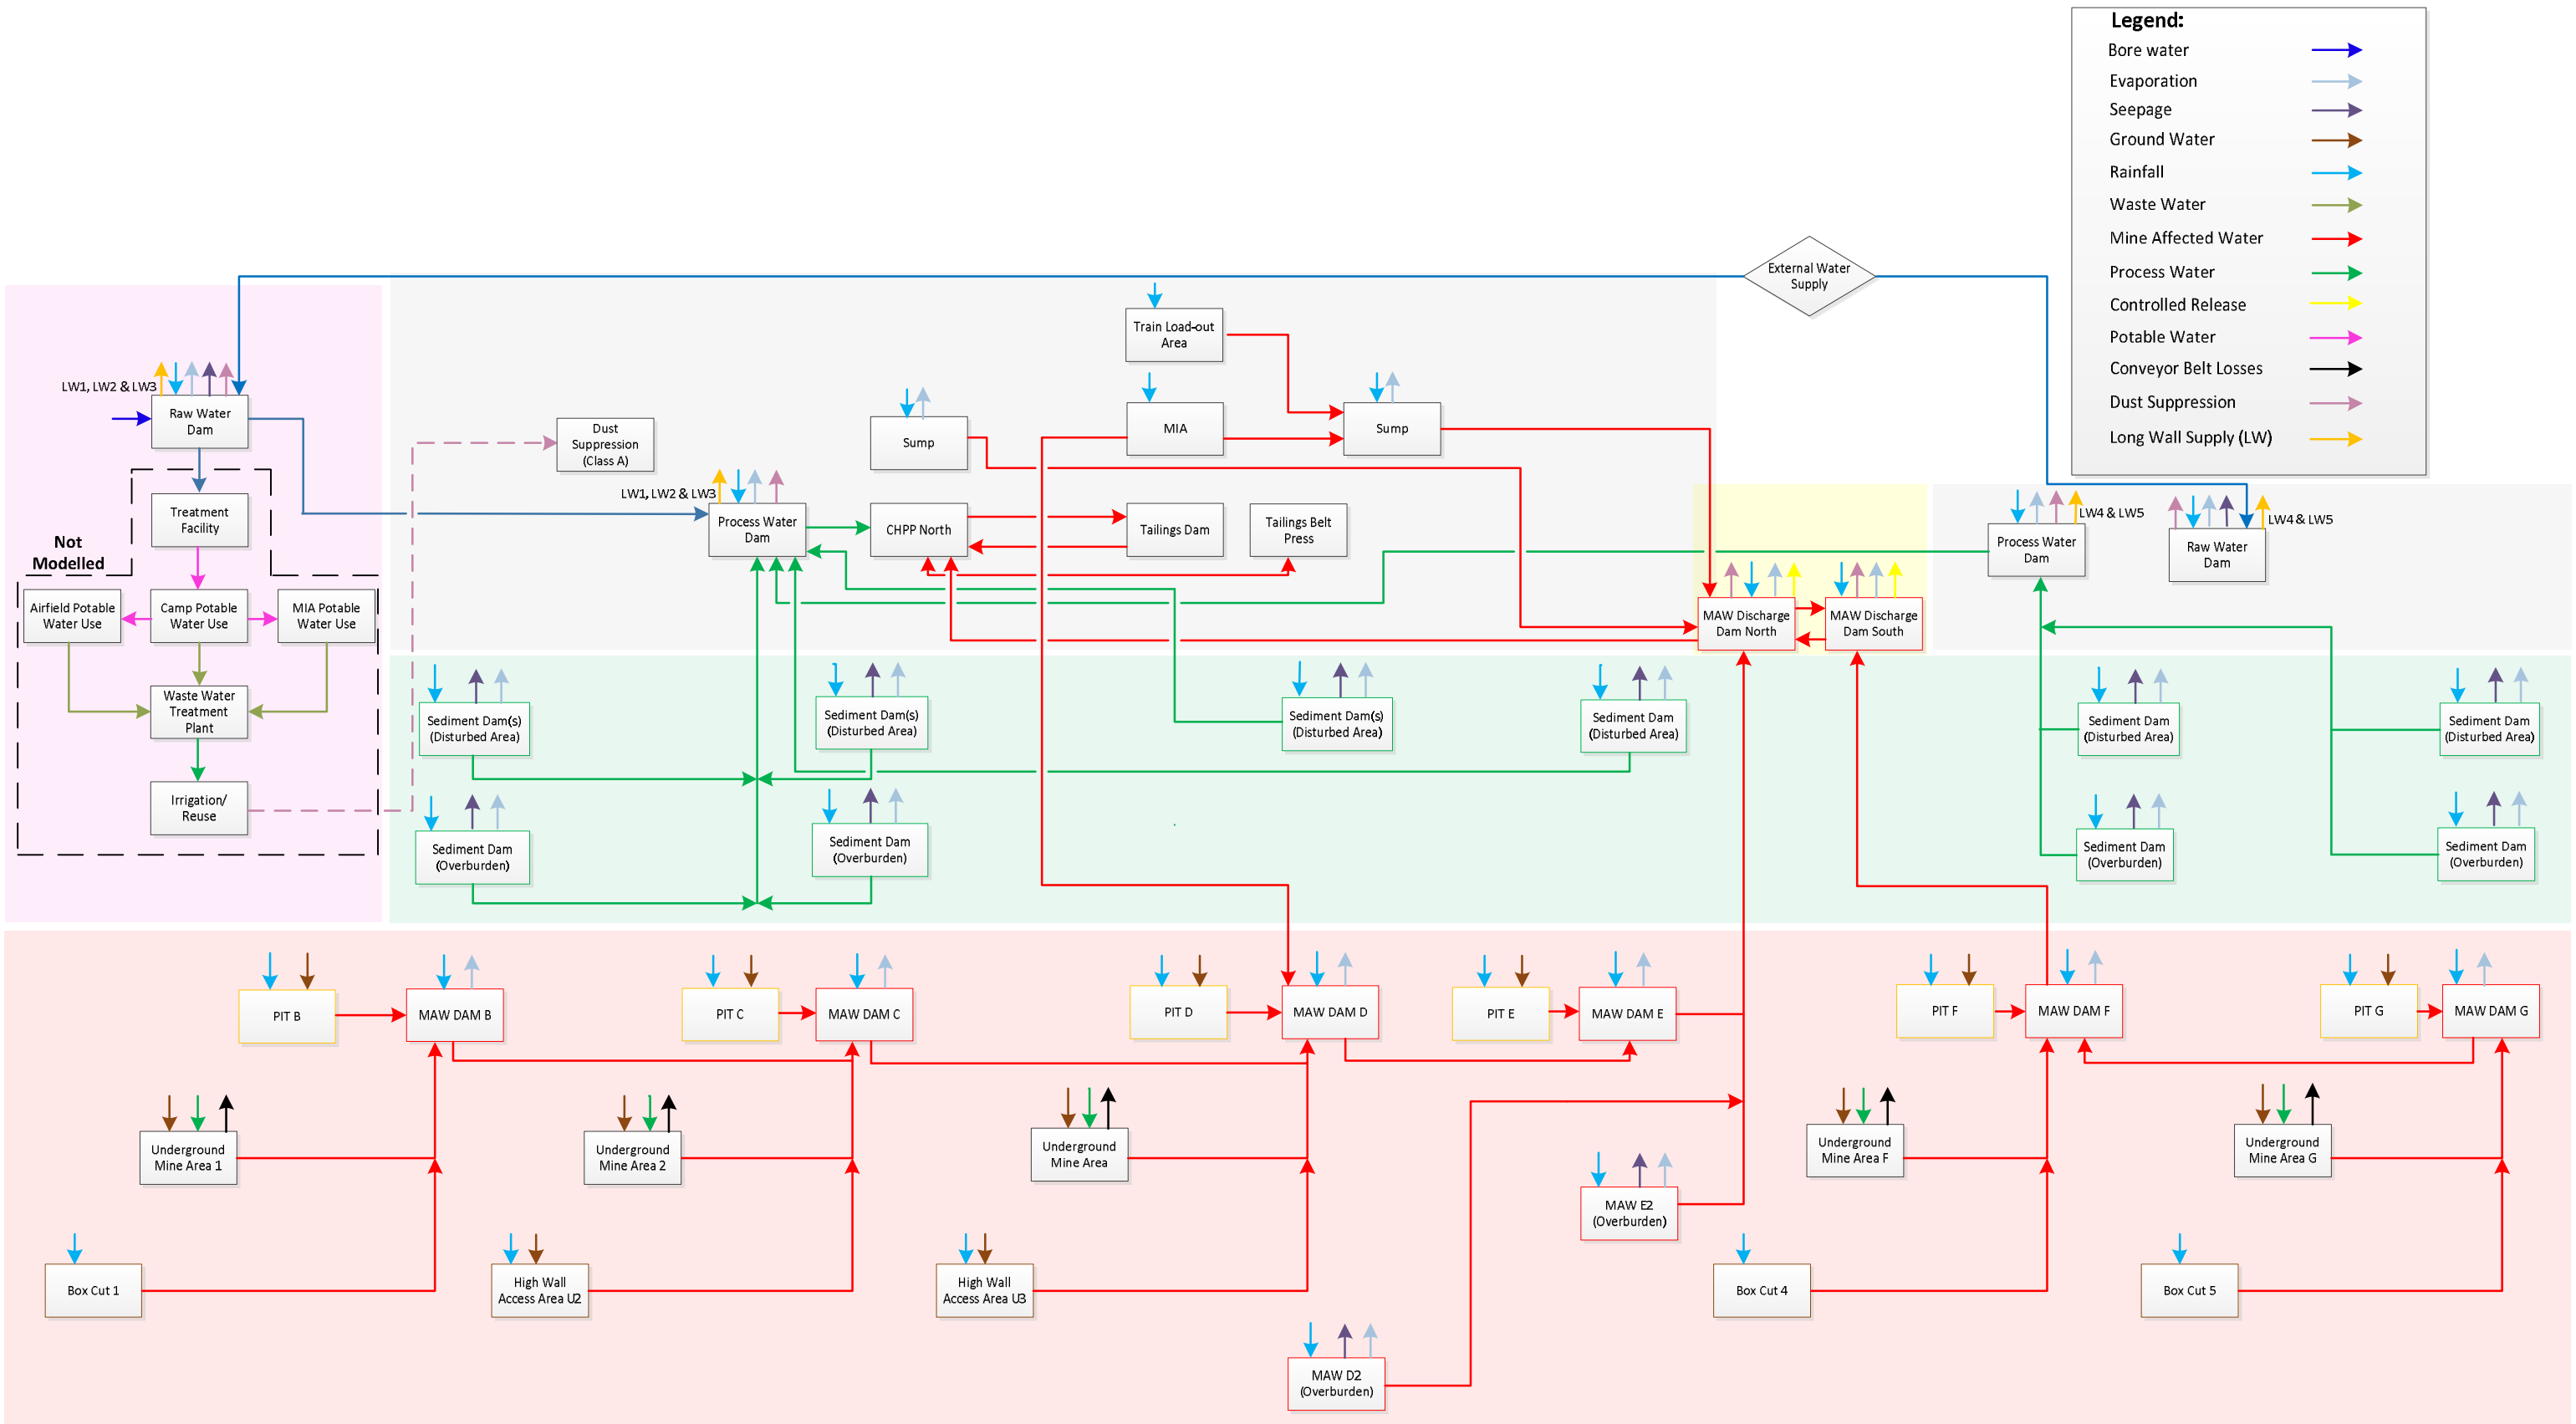 Legend:
Bore water
Evaporation
Seepage
Ground Water
Rainfall
Waste Water
Mine Affected Water
Process Water
Controlled Release
Potable Water
Conveyor Belt Losses
Dust Suppression
Long Wall Supply (LW)
External Water
Supply
Train Load-out
Area
LW1, LW2 & LW3
Raw Water
Dam
Dust
Suppression
(Class A)
Sump
MIA
Sump
LW1, LW2 & LW3
Process Water
Dam
CHPP North
Tailings Dam
Tailings Belt
Press
Treatment
Facility
Not
Modelled
LW4 & LW5
Process Water
Dam
LW4 & LW5
Raw Water
Dam
Airfield Potable
Water Use
Camp Potable
Water Use
MIA Potable
Water Use
MAW Discharge
Dam North
MAW Discharge
Dam South
Waste Water
Treatment
Plant
Irrigation/
Reuse
Sediment Dam(s)
(Disturbed Area)
Sediment Dam(s)
(Disturbed Area)
Sediment Dam(s)
(Disturbed Area)
Sediment Dam
(Disturbed Area)
Sediment Dam
(Disturbed Area)
Sediment Dam
(Disturbed Area)
Sediment Dam
(Overburden)
Sediment Dam
(Overburden)
Sediment Dam
(Overburden)
Sediment Dam
(Overburden)
PIT B
MAW DAM B
PIT C
MAW DAM C
PIT D
MAW DAM D
PIT E
MAW DAM E
PIT F
MAW DAM F
PIT G
MAW DAM G
Underground
Mine Area 1
Underground
Mine Area 2
Underground
Mine Area
Underground
Mine Area F
Underground
Mine Area G
MAW E2
(Overburden)
Box Cut 1
High Wall
Access Area U2
High Wall
Access Area U3
Box Cut 4
Box Cut 5
MAW D2
(Overburden)